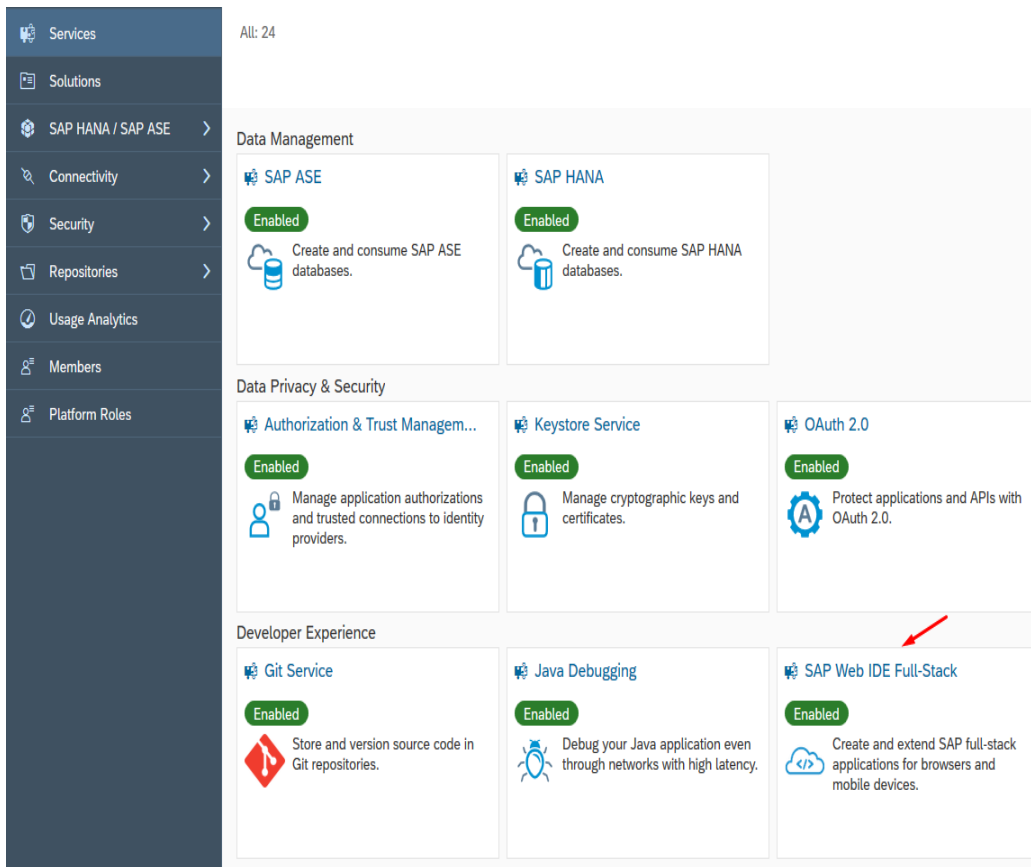 Services
Solutions
SAP HANA / SAP ASE
Connectivity
Security
Repositories
Usage Analytics
Members
Platform Roles
All: 24
Data Management
SAP ASE
Enabled
Create and consume SAP ASE
databases.
SAP HANA
Enabled
Create and consume SAP HANA
databases.
Data Privacy & Security
Authorization & Trust Managem...
Enabled
Manage application authorizations
and trusted connections to identity
providers.
Keystore Service
Enabled
Manage cryptographic keys and
certificates.
OAuth 2.0
Enabled
A
Protect applications and APIs with
OAuth 2.0.
Developer Experience
Git Service
Enabled
Store and version source code in
Git repositories.
Java Debugging
Enabled
Debug your Java application even
through networks with high latency.
SAP Web IDE Full-Stack
Enabled
</>
Create and extend SAP full-stack
applications for browsers and
mobile devices.